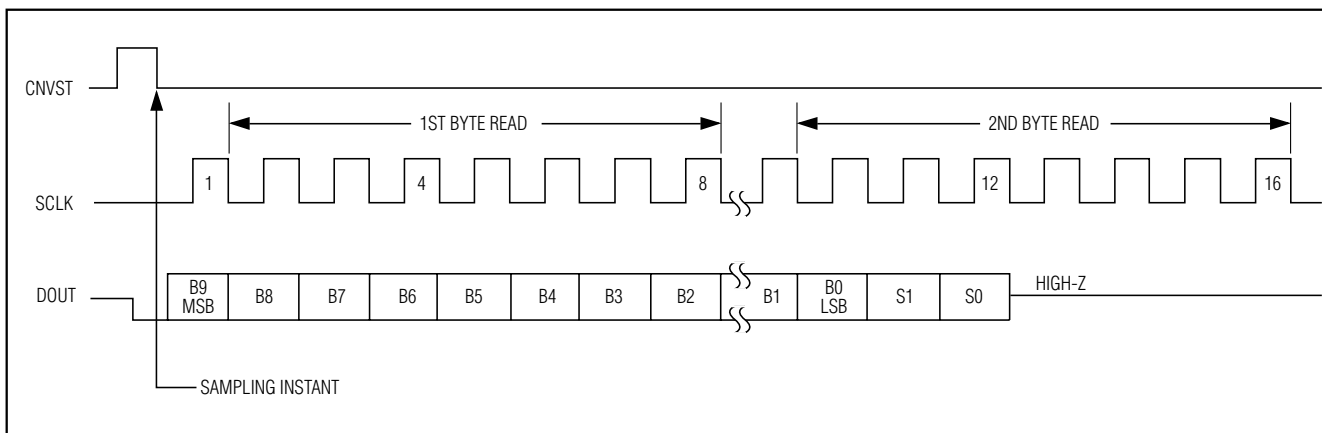 CNVST
1ST BYTE READ
2ND BYTE READ
1
4
8
12
16
SCLK
B9
MSB
B8
B7
B6
B5
B4
B3
B2
B1
B0
LSB
S1
S0
HIGH-Z
DOUT
SAMPLING INSTANT